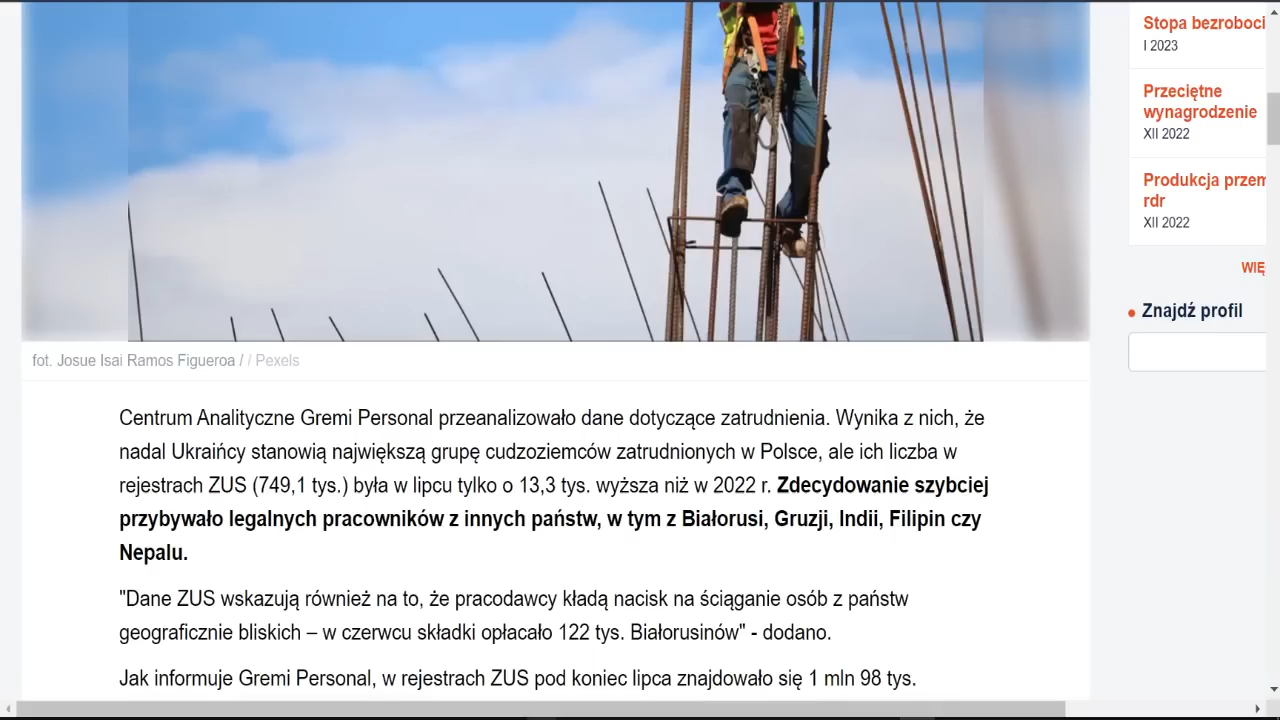 Stopa bezroboci
I 2023
Przeciętne
wynagrodzenie
XII 2022
Produkcja przem
rdr
XII 2022
WIĘ
Znajdź profil
fot. Josue Isai Ramos Figueroa / / Pexels
Centrum Analityczne Gremi Personal przeanalizowało dane dotyczące zatrudnienia. Wynika z nich, że
nadal Ukraińcy stanowią największą grupę cudzoziemców zatrudnionych w Polsce, ale ich liczba w
rejestrach ZUS (749,1 tys.) była w lipcu tylko o 13,3 tys. wyższa niż w 2022 r. Zdecydowanie szybciej
przybywało legalnych pracowników z innych państw, w tym z Białorusi, Gruzji, Indii, Filipin czy
Nepalu.
"Dane ZUS wskazują również na to, że pracodawcy kładą nacisk na ściąganie osób z państw
geograficznie bliskich – w czerwcu składki opłacało 122 tys. Białorusinów" - dodano.
Jak informuje Gremi Personal, w rejestrach ZUS pod koniec lipca znajdowało się 1 mln 98 tys.